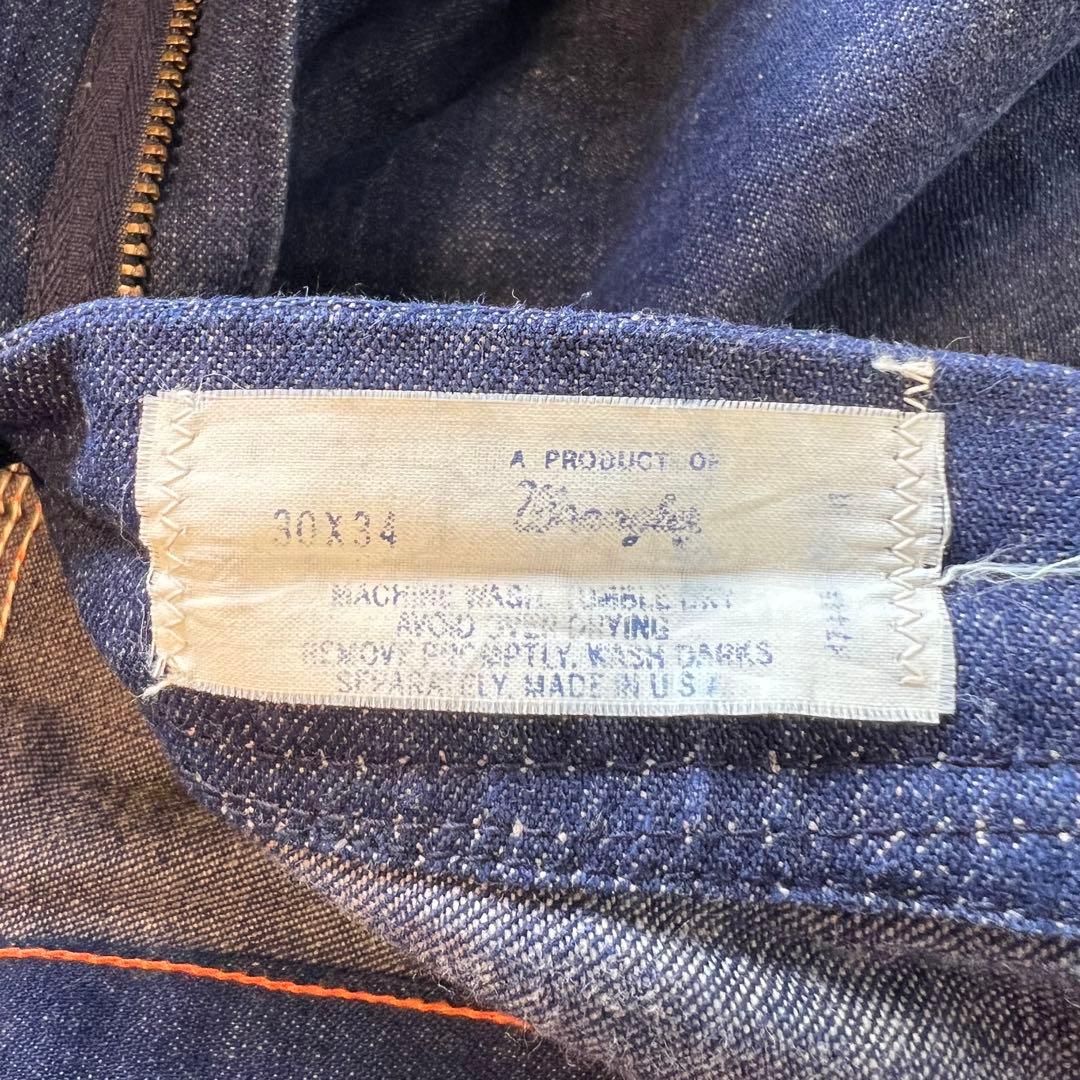 A PRODUCT OF
Wrangler
30X34
MACHINE WASH. TUMBLE DRY
AVOID OVER DRYING
REMOVE PROMPTLY. WASH DARKS
SEPARATELY. MADE IN U S A